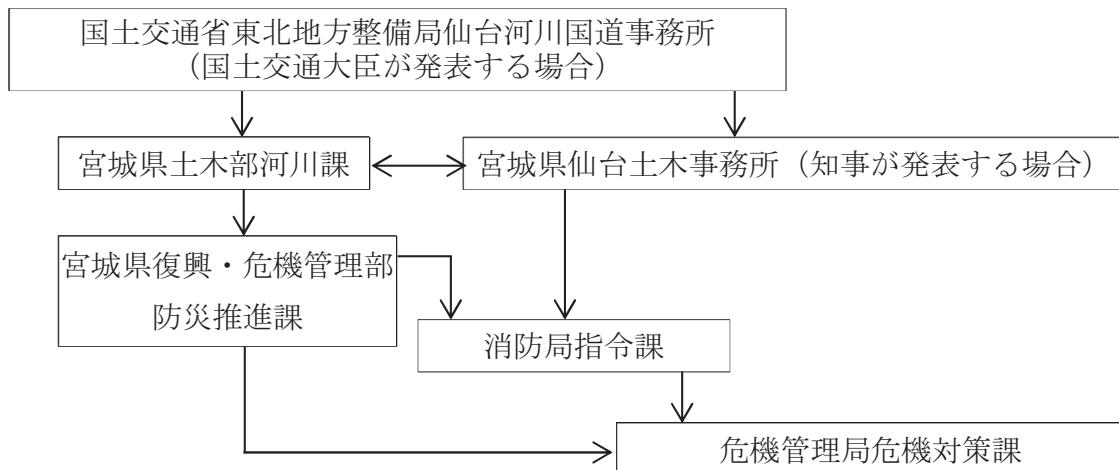 国土交通省東北地方整備局仙台河川国道事務所
（国土交通大臣が発表する場合）
宮城県土木部河川課
宮城県仙台土木事務所（知事が発表する場合）
宮城県復興・危機管理部
防災推進課
消防局指令課
危機管理局危機対策課